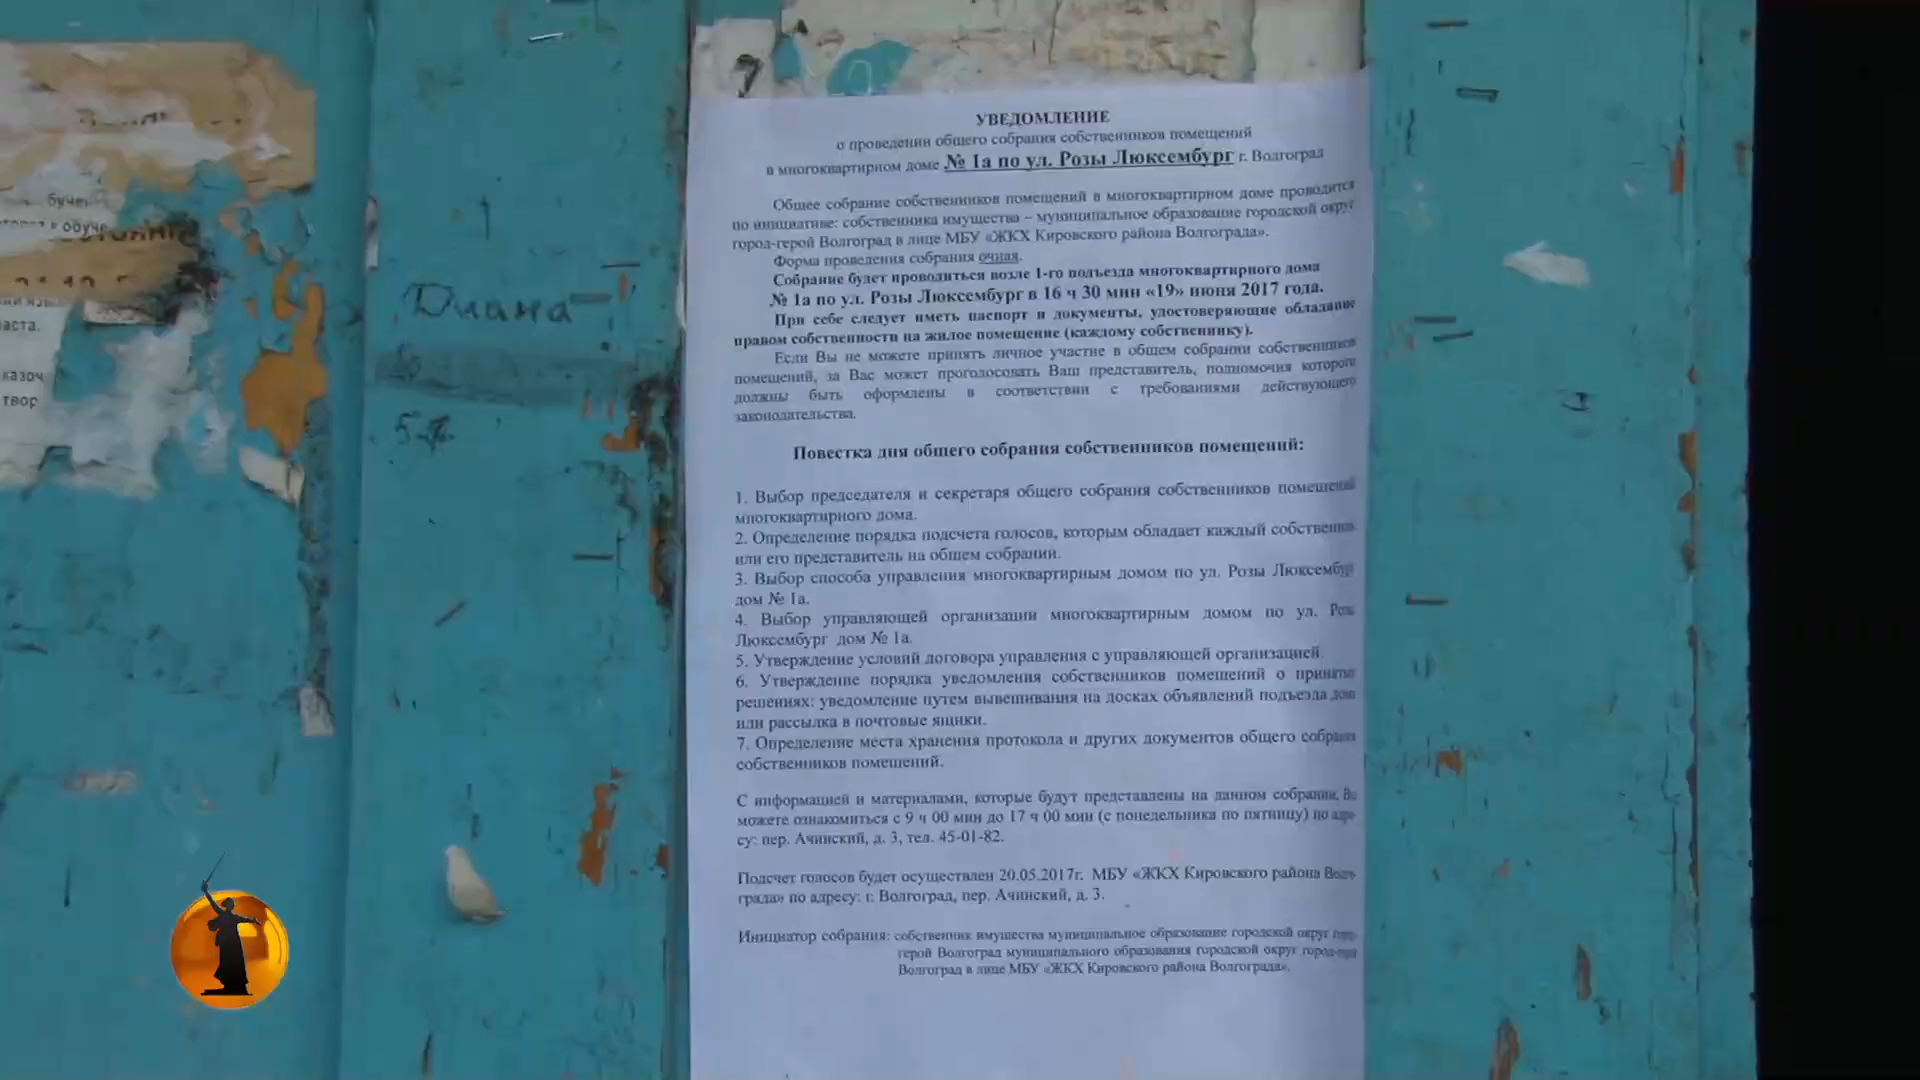 бучен
обуче
аста.
казоч
твор
Диана
УВЕДОМЛЕНИЕ
о проведении общего собрания собственников помещений
в многоквартирном доме № 1а по ул. Розы Люксембург г. Волгоград
Общее собрание собственников помещений в многоквартирном доме проводится
по инициативе: собственника имущества – муниципальное образование городской округ
город-герой Волгоград в лице МБУ «ЖКХ Кировского района Волгограда».
Форма проведения собрания очная.
Собрание будет проводиться возле 1-го подъезда многоквартирного дома
№ 1а по ул. Розы Люксембург в 16 ч 30 мин «19» июня 2017 года.
При себе следует иметь паспорт и документы, удостоверяющие обладание
правом собственности на жилое помещение (каждому собственнику).
Если Вы не можете принять личное участие в общем собрании собственников
помещений, за Вас может проголосовать Ваш представитель, полномочия которого
должны быть оформлены в соответствии с требованиями действующего
законодательства.
Повестка дня общего собрания собственников помещений:
1. Выбор председателя и секретаря общего собрания собственников помещений
многоквартирного дома.
2. Определение порядка подсчета голосов, которым обладает каждый собственник
или его представитель на общем собрании.
3. Выбор способа управления многоквартирным домом по ул. Розы Люксембург
дом № 1а.
4. Выбор управляющей организации многоквартирным домом по ул. Розы
Люксембург дом № 1а.
5. Утверждение условий договора управления с управляющей организацией.
6. Утверждение порядка уведомления собственников помещений о принятых
решениях: уведомление путем вывешивания на досках объявлений подъезда дома
или рассылка в почтовые ящики.
7. Определение места хранения протокола и других документов общего собрания
собственников помещений.
С информацией и материалами, которые будут представлены на данном собрании, Вы
можете ознакомиться с 9 ч 00 мин до 17 ч 00 мин (с понедельника по пятницу) по адре-
су: пер. Ачинский, д. 3, тел. 45-01-82.
Подсчет голосов будет осуществлен 20.05.2017г. МБУ «ЖКХ Кировского района Волго-
града» по адресу: г. Волгоград, пер. Ачинский, д. 3.
Инициатор собрания: собственник имущества муниципальное образование городской округ город-
герой Волгоград муниципального образования городской округ город-герой
Волгоград в лице МБУ «ЖКХ Кировского района Волгограда».